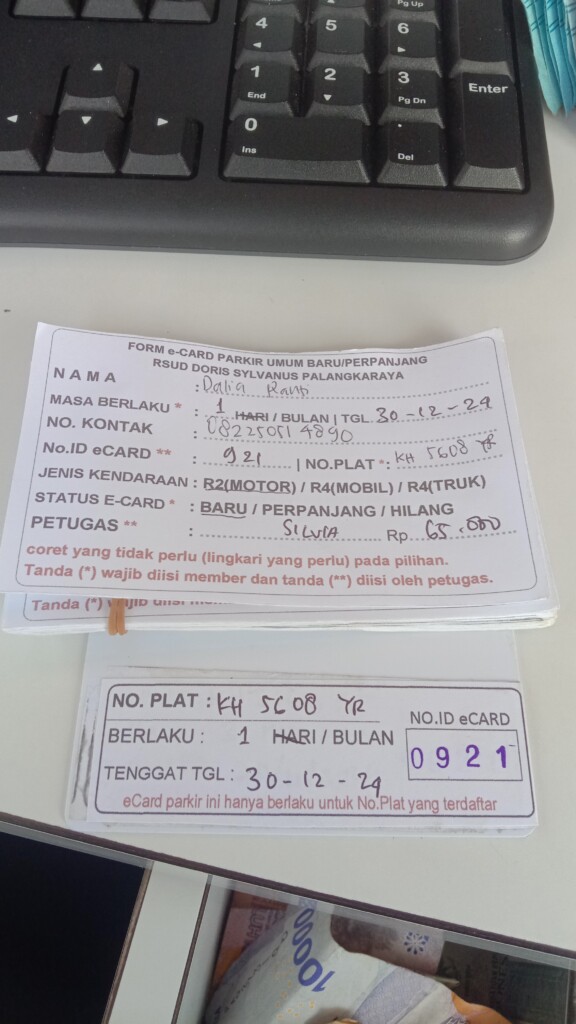 Pg Up
4 5 6
1 2 3 Enter
End Pg Dn
0 .
Ins Del
FORM e-CARD PARKIR UMUM BARU/PERPANJANG
RSUD DORIS SYLVANUS PALANGKARAYA
NAMA : Dalia Ranti
MASA BERLAKU * : 1 HARI / BULAN | TGL. 30-12-24
NO. KONTAK :
No.ID eCARD ** : 921 | NO.PLAT *: KH 5608 YR
JENIS KENDARAAN : R2(MOTOR) / R4(MOBIL) / R4(TRUK)
STATUS E-CARD * : BARU / PERPANJANG / HILANG
PETUGAS ** : SILVIA Rp. 65.000
coret yang tidak perlu (lingkari yang perlu) pada pilihan.
Tanda (*) wajib diisi member dan tanda (**) diisi oleh petugas.
Tanda (*) wajib diisi
NO. PLAT : KH 5608 YR
NO.ID eCARD
BERLAKU : 1 HARI / BULAN
0921
TENGGAT TGL : 30-12-24
eCard parkir ini hanya berlaku untuk No.Plat yang terdaftar
10000